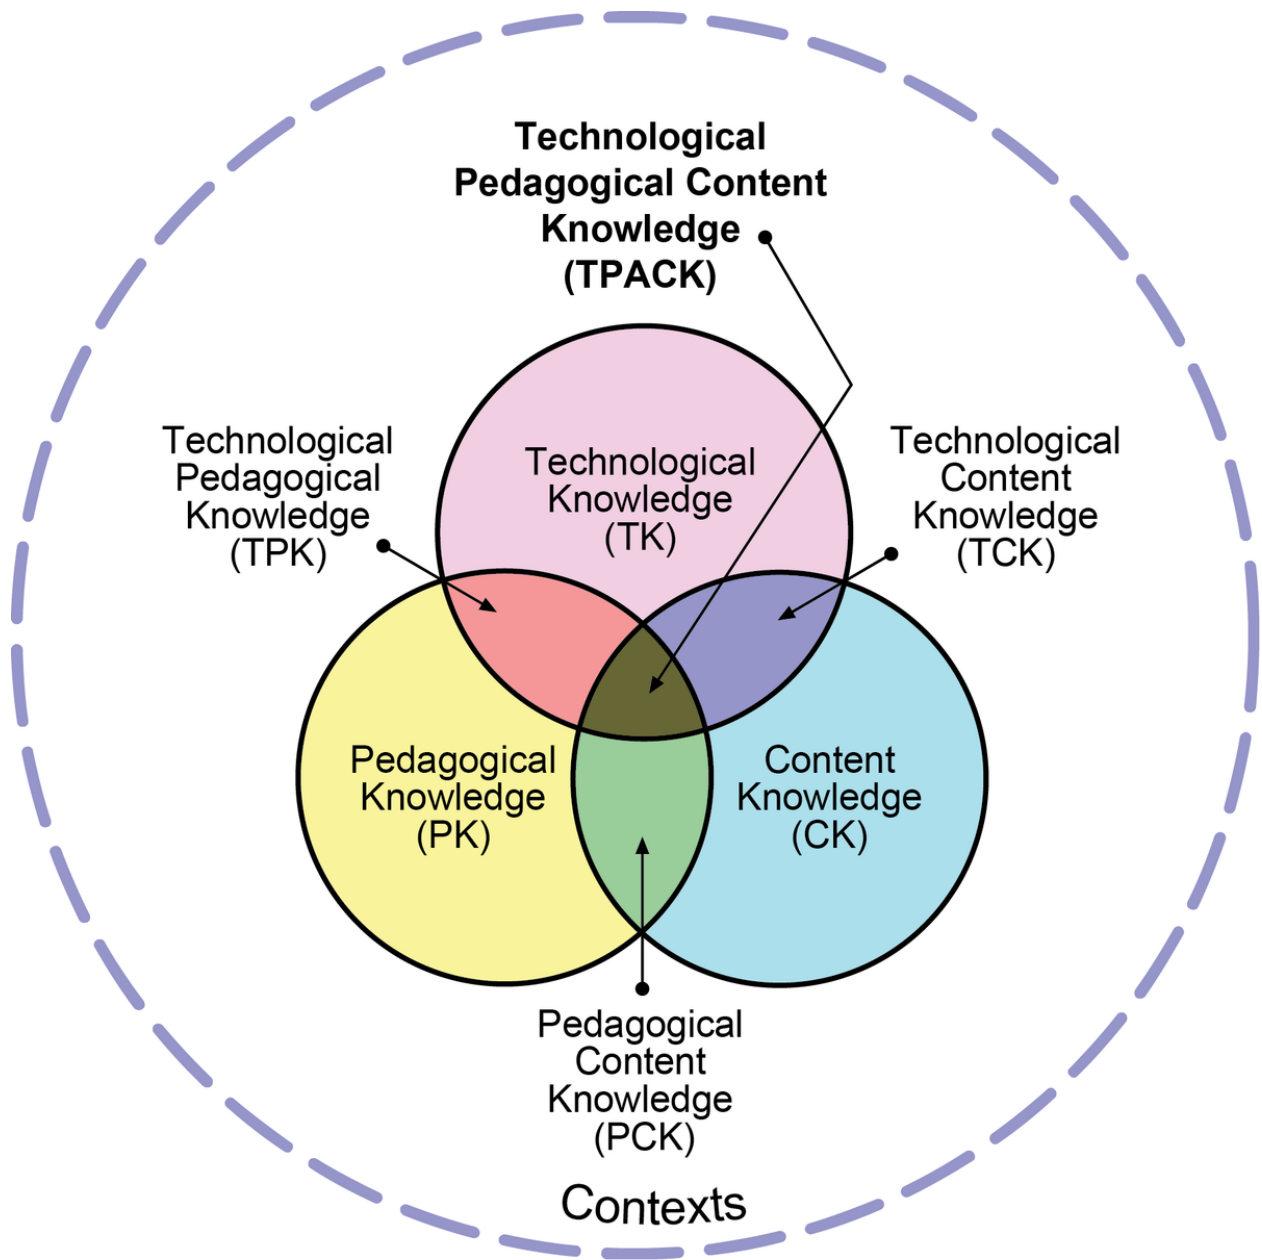 Technological
Pedagogical Content
Knowledge
(TPACK)
Technological
Pedagogical
Knowledge
(TPK)
Technological
Knowledge
(TK)
Technological
Content
Knowledge
(TCK)
Pedagogical
Knowledge
(PK)
Content
Knowledge
(CK)
Pedagogical
Content
Knowledge
(PCK)
Contexts